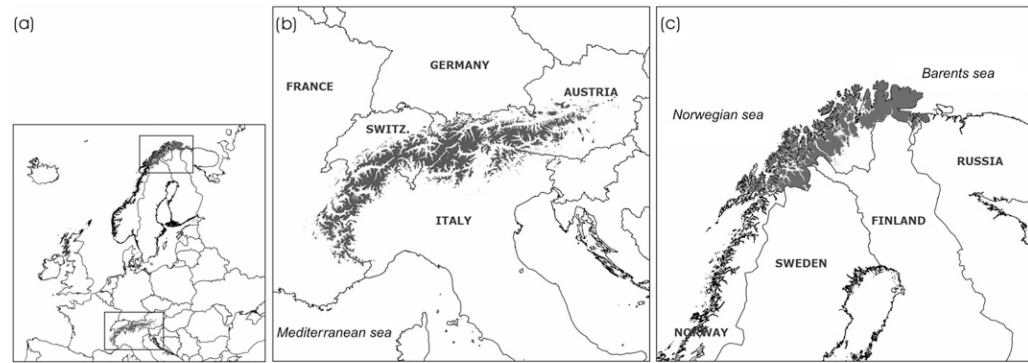 (a)
(b)
GERMANY
FRANCE
AUSTRIA
SWITZ.
ITALY
Mediterranean sea
(c)
Barents sea
Norwegian sea
RUSSIA
FINLAND
SWEDEN
NORWAY